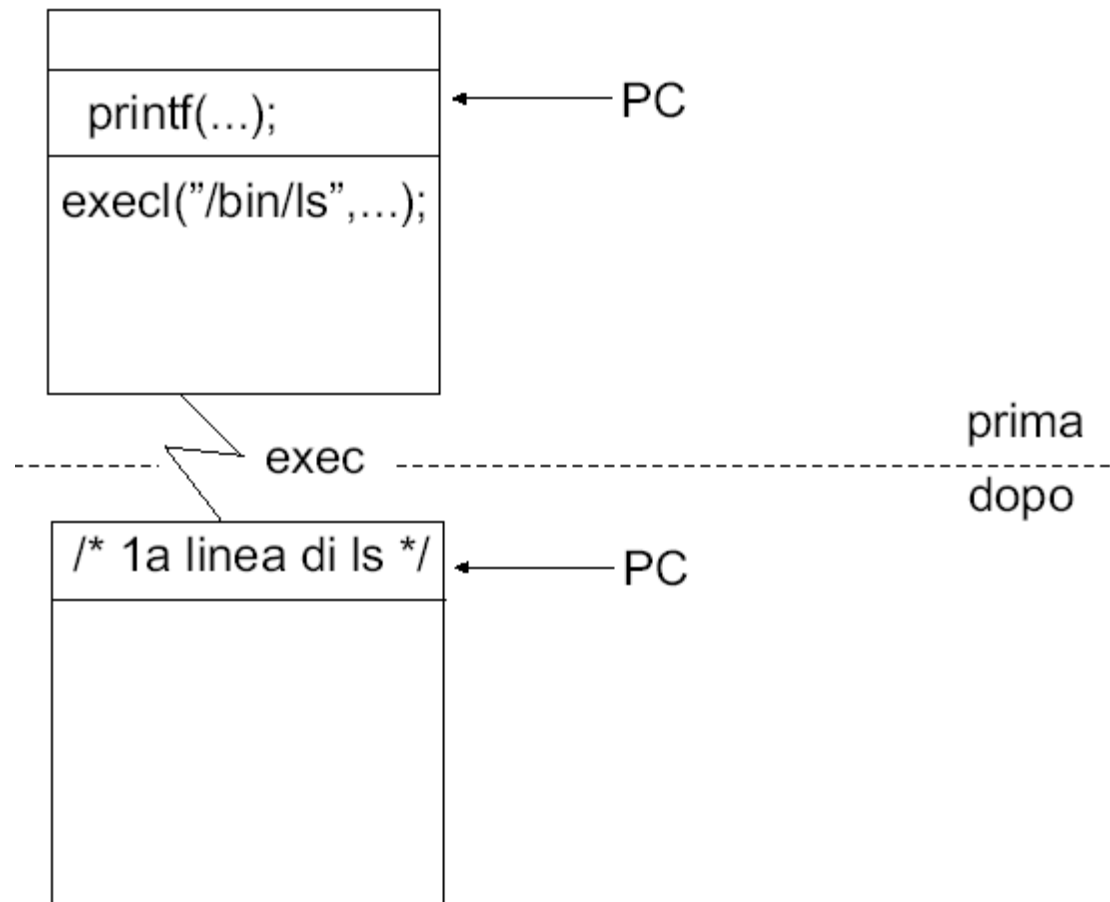 printf(...);
PC
execl("/bin/ls",...);
prima
exec
dopo
/* 1a linea di ls */
PC